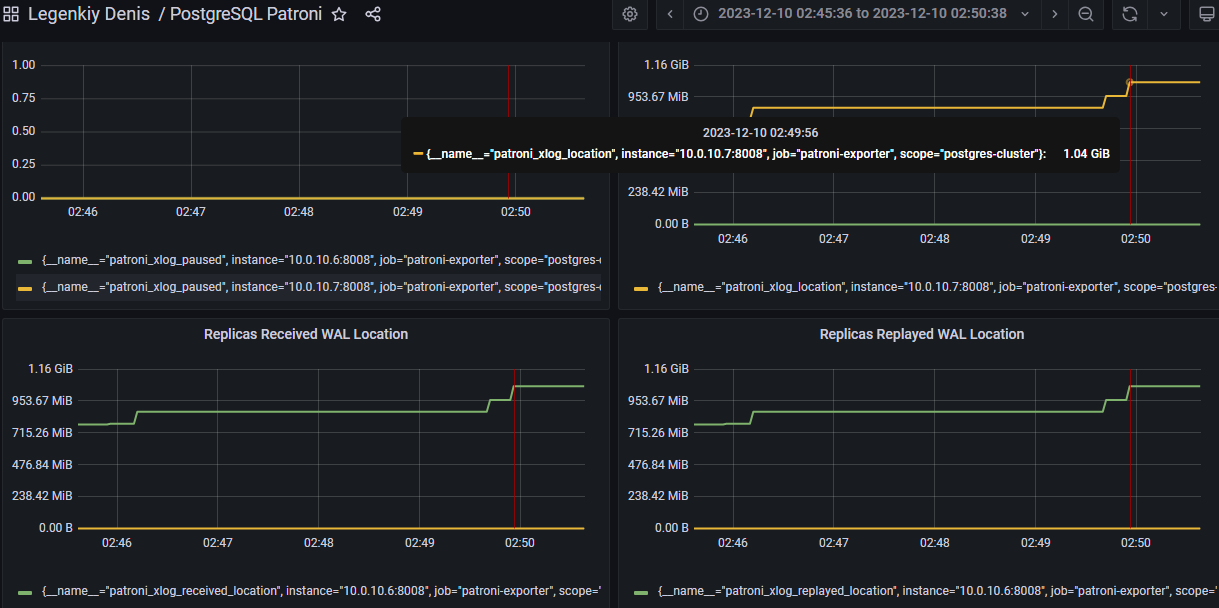 Legenkiy Denis / PostgreSQL Patroni
2023-12-10 02:45:36 to 2023-12-10 02:50:38
1.00
0.75
0.50
0.25
0.00
02:46 02:47 02:48 02:49 02:50
{__name__="patroni_xlog_paused", instance="10.0.10.6:8008", job="patroni-exporter", scope="postgres-
{__name__="patroni_xlog_paused", instance="10.0.10.7:8008", job="patroni-exporter", scope="postgres-
1.16 GiB
953.67 MiB
238.42 MiB
0.00 B
02:46 02:47 02:48 02:49 02:50
2023-12-10 02:49:56
{__name__="patroni_xlog_location", instance="10.0.10.7:8008", job="patroni-exporter", scope="postgres-cluster"}: 1.04 GiB
{__name__="patroni_xlog_location", instance="10.0.10.7:8008", job="patroni-exporter", scope="postgres-
Replicas Received WAL Location
1.16 GiB
953.67 MiB
715.26 MiB
476.84 MiB
238.42 MiB
0.00 B
02:46 02:47 02:48 02:49 02:50
{__name__="patroni_xlog_received_location", instance="10.0.10.6:8008", job="patroni-exporter", scope="
Replicas Replayed WAL Location
1.16 GiB
953.67 MiB
715.26 MiB
476.84 MiB
238.42 MiB
0.00 B
02:46 02:47 02:48 02:49 02:50
{__name__="patroni_xlog_replayed_location", instance="10.0.10.6:8008", job="patroni-exporter", scope="